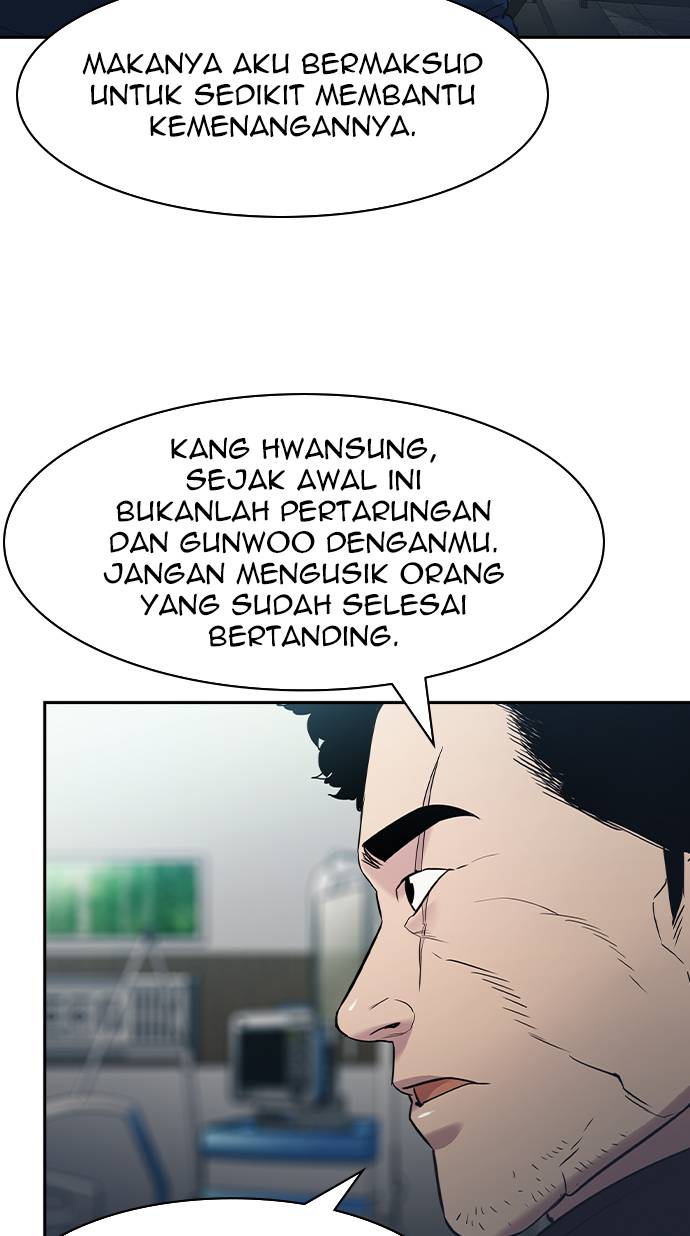 MAKANYA AKU BERMAKSUD
UNTUK SEDIKIT MEMBANTU
KEMENANGANNYA.
KANG HWANSUNG,
SEJAK AWAL INI
BUKANLAH PERTARUNGAN
DAN GUNWOO DENGANMU.
JANGAN MENGUSIK ORANG
YANG SUDAH SELESAI
BERTANDING.